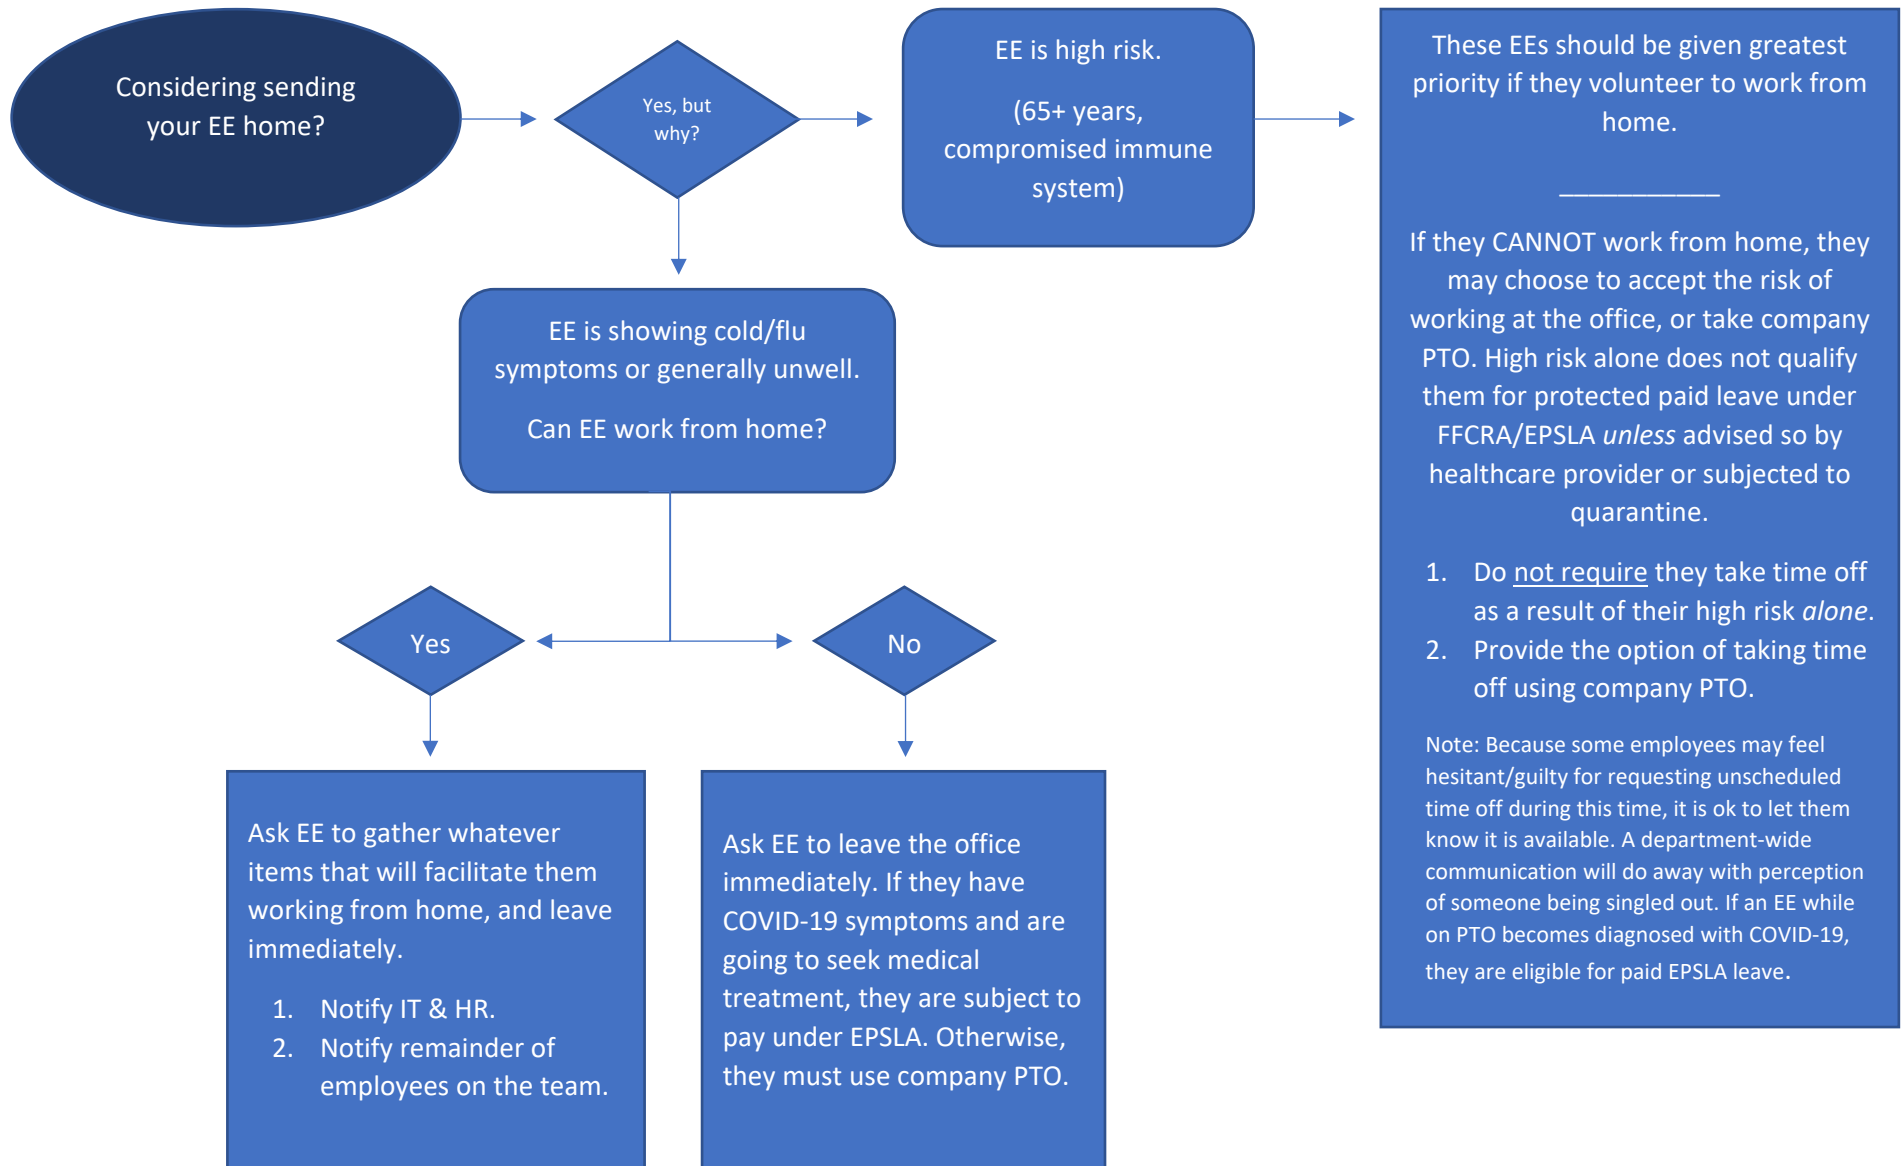 Considering sending
your EE home?
Yes, but
why?
EE is high risk.
(65+ years,
compromised immune
system)
These EEs should be given greatest
priority if they volunteer to work from
home.
___________
If they CANNOT work from home, they
may choose to accept the risk of
working at the office, or take company
PTO. High risk alone does not qualify
them for protected paid leave under
FFCRA/EPSLA unless advised so by
healthcare provider or subjected to
quarantine.
1. Do not require they take time off
as a result of their high risk alone.
2. Provide the option of taking time
off using company PTO.
Note: Because some employees may feel
hesitant/guilty for requesting unscheduled
time off during this time, it is ok to let them
know it is available. A department-wide
communication will do away with perception
of someone being singled out. If an EE while
on PTO becomes diagnosed with COVID-19,
they are eligible for paid EPSLA leave.
EE is showing cold/flu
symptoms or generally unwell.
Can EE work from home?
Yes
No
Ask EE to gather whatever
items that will facilitate them
working from home, and leave
immediately.
1. Notify IT & HR.
2. Notify remainder of
employees on the team.
Ask EE to leave the office
immediately. If they have
COVID-19 symptoms and are
going to seek medical
treatment, they are subject to
pay under EPSLA. Otherwise,
they must use company PTO.